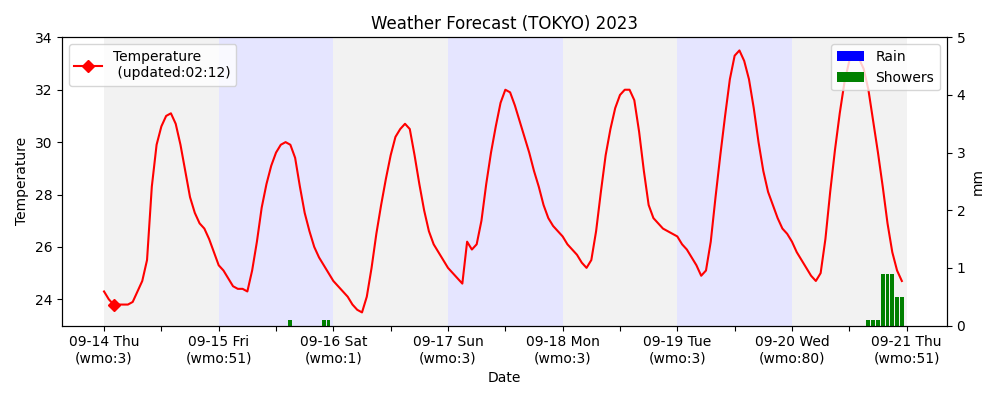 Weather Forecast (TOKYO) 2023
Temperature
(updated:02:12)
Rain
Showers
34
32
30
28
26
24
Temperature
5
4
3
2
1
0
mm
09-14 Thu
(wmo:3)
09-15 Fri
(wmo:51)
09-16 Sat
(wmo:1)
09-17 Sun
(wmo:3)
09-18 Mon
(wmo:3)
09-19 Tue
(wmo:3)
09-20 Wed
(wmo:80)
09-21 Thu
(wmo:51)
Date